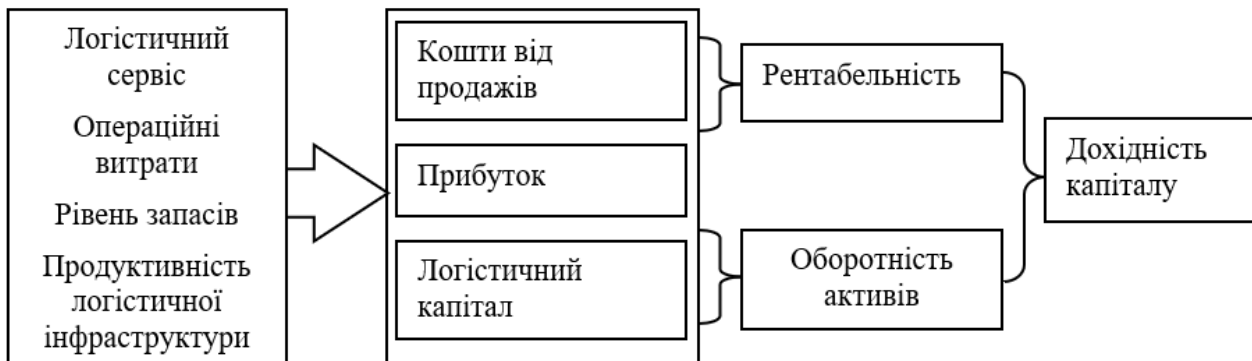 Логістичний
сервіс
Операційні
витрати
Рівень запасів
Продуктивність
логістичної
інфраструктури
Кошти від
продажів
Прибуток
Логістичний
капітал
Рентабельність
Оборотність
активів
Дохідність
капіталу